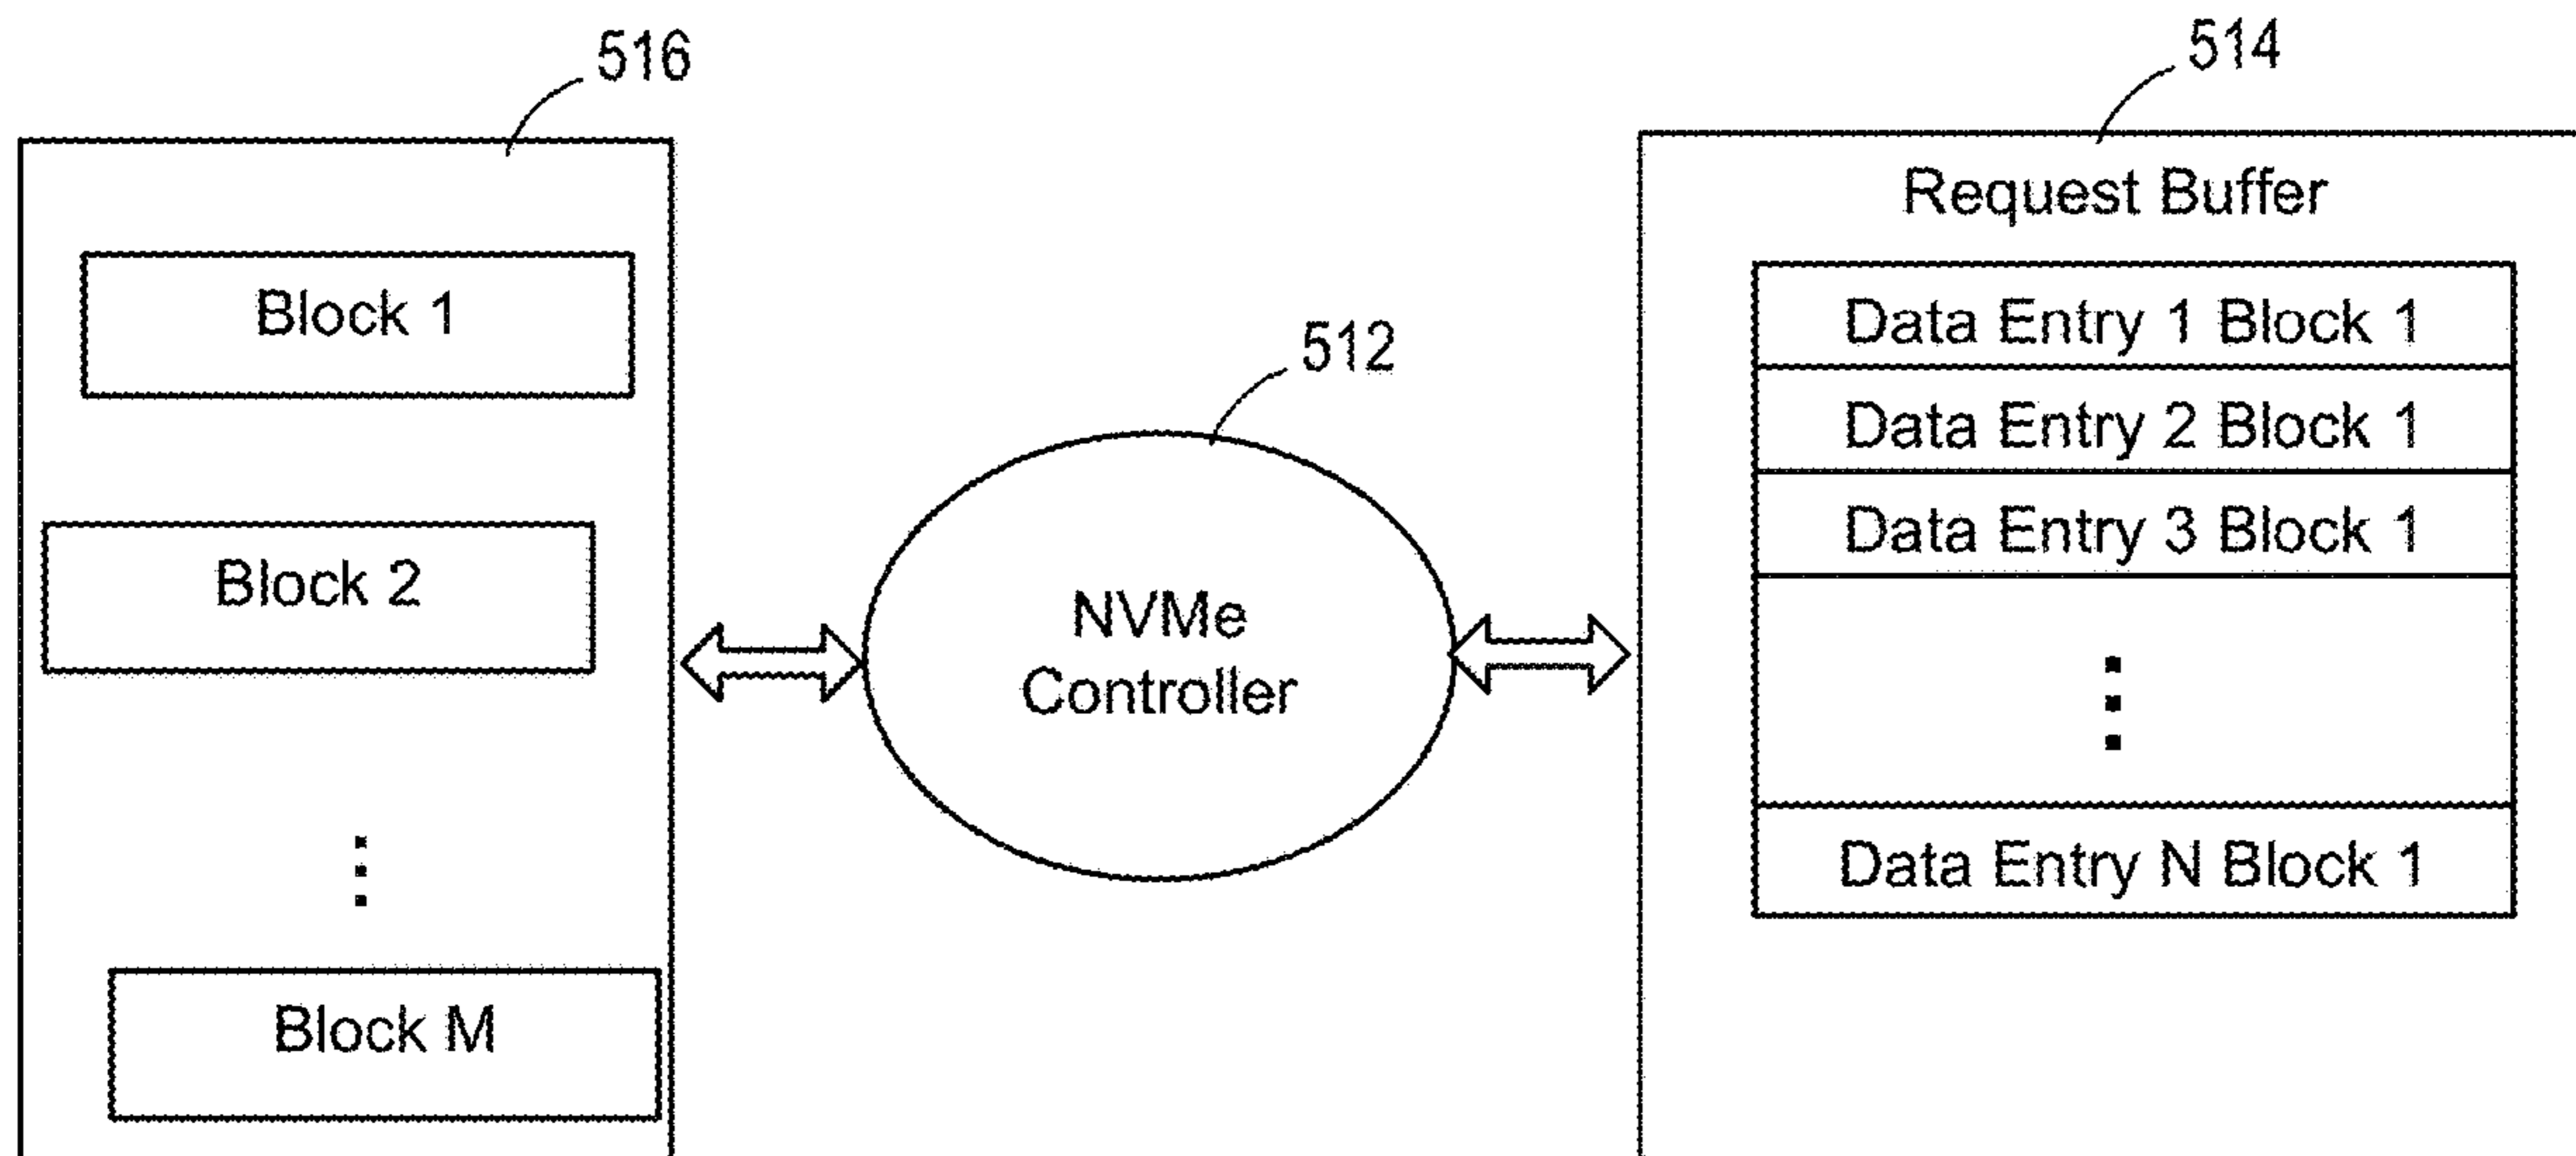 516
Block 1
Block 2
Block M
512
NVMe
Controller
514
Request Buffer
Data Entry 1 Block 1
Data Entry 2 Block 1
Data Entry 3 Block 1
Data Entry N Block 1